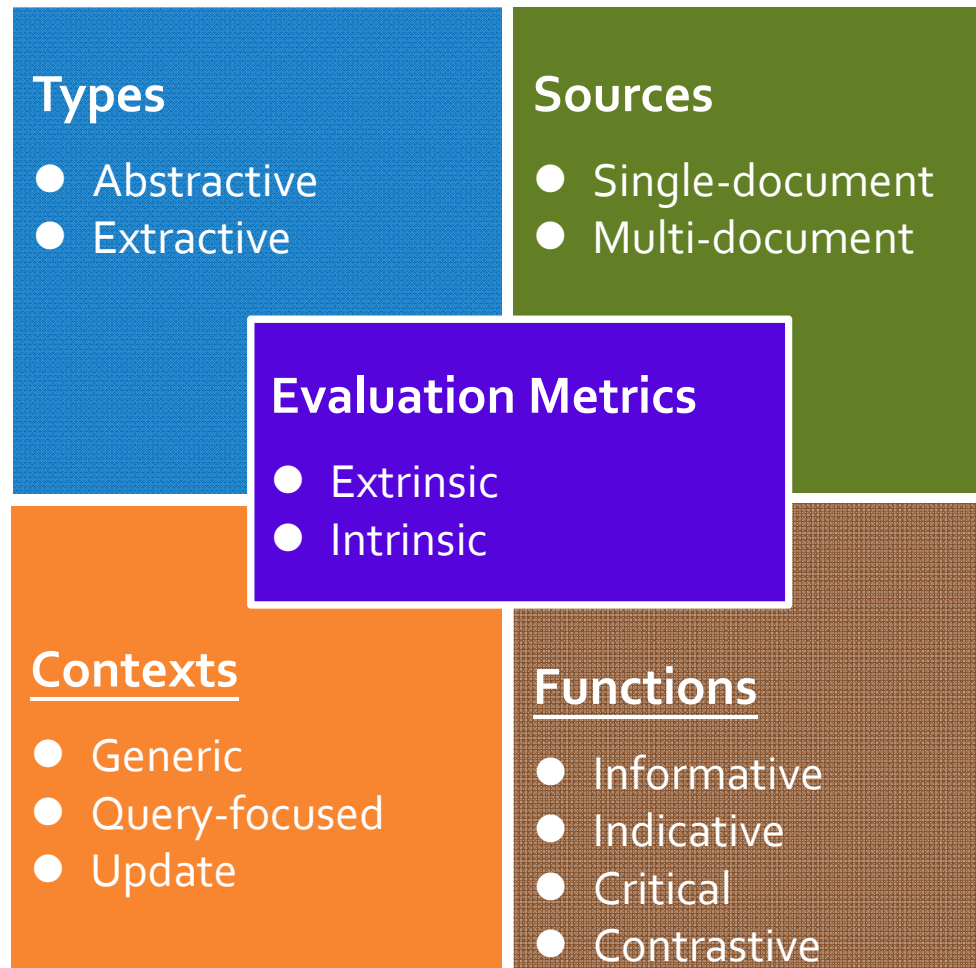 Types
● Abstractive
● Extractive
Sources
● Single-document
● Multi-document
Evaluation Metrics
● Extrinsic
● Intrinsic
Contexts
● Generic
● Query-focused
● Update
Functions
● Informative
● Indicative
● Critical
● Contrastive